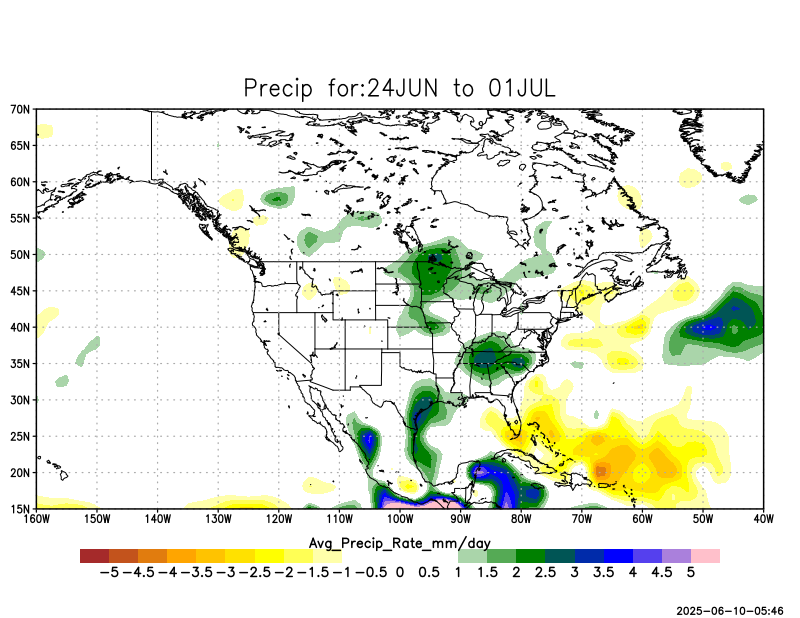 Precip for:24JUN to 01JUL
70N
65N
60N
55N
50N
45N
40N
35N
30N
25N
20N
15N
160W 150W 140W 130W 120W 110W 100W 90W 80W 70W 60W 50W 40W
Avg_Precip_Rate_mm/day
-5 -4.5 -4 -3.5 -3 -2.5 -2 -1.5 -1 -0.5 0 0.5 1 1.5 2 2.5 3 3.5 4 4.5 5
2025-06-10-05:46